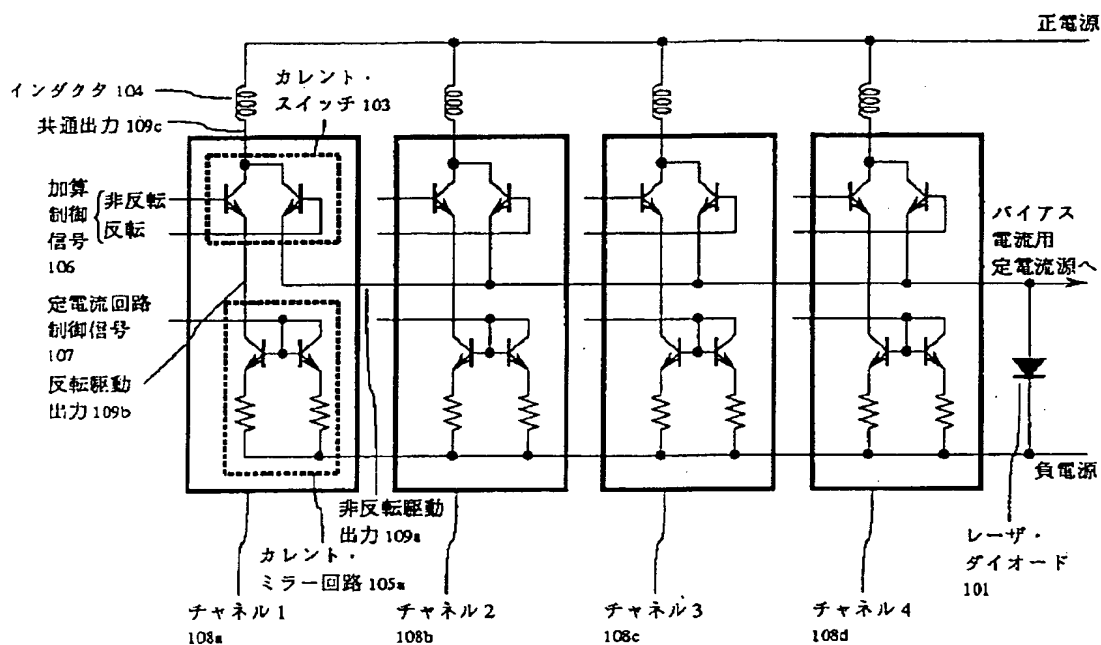 正電源
インダクタ 104
カレント・
スイッチ 103
共通出力 109c
加算
制御
信号
106
非反転
反転
バイアス
電流用
定電流源へ
定電流回路
制御信号
107
反転駆動
出力 109b
負電源
非反転駆動
出力 109a
カレント・
ミラー回路 105a
レーザ・
ダイオード
101
チャネル 1
108a
チャネル 2
108b
チャネル 3
108c
チャネル 4
108d